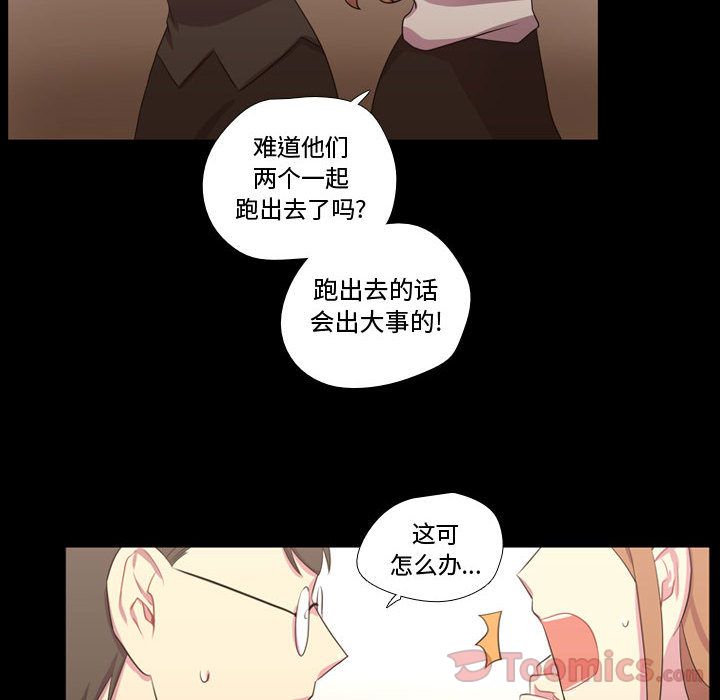 难道他们
两个一起
跑出去了吗?
跑出去的话
会出大事的!
这可
怎么办...
Toomics.com